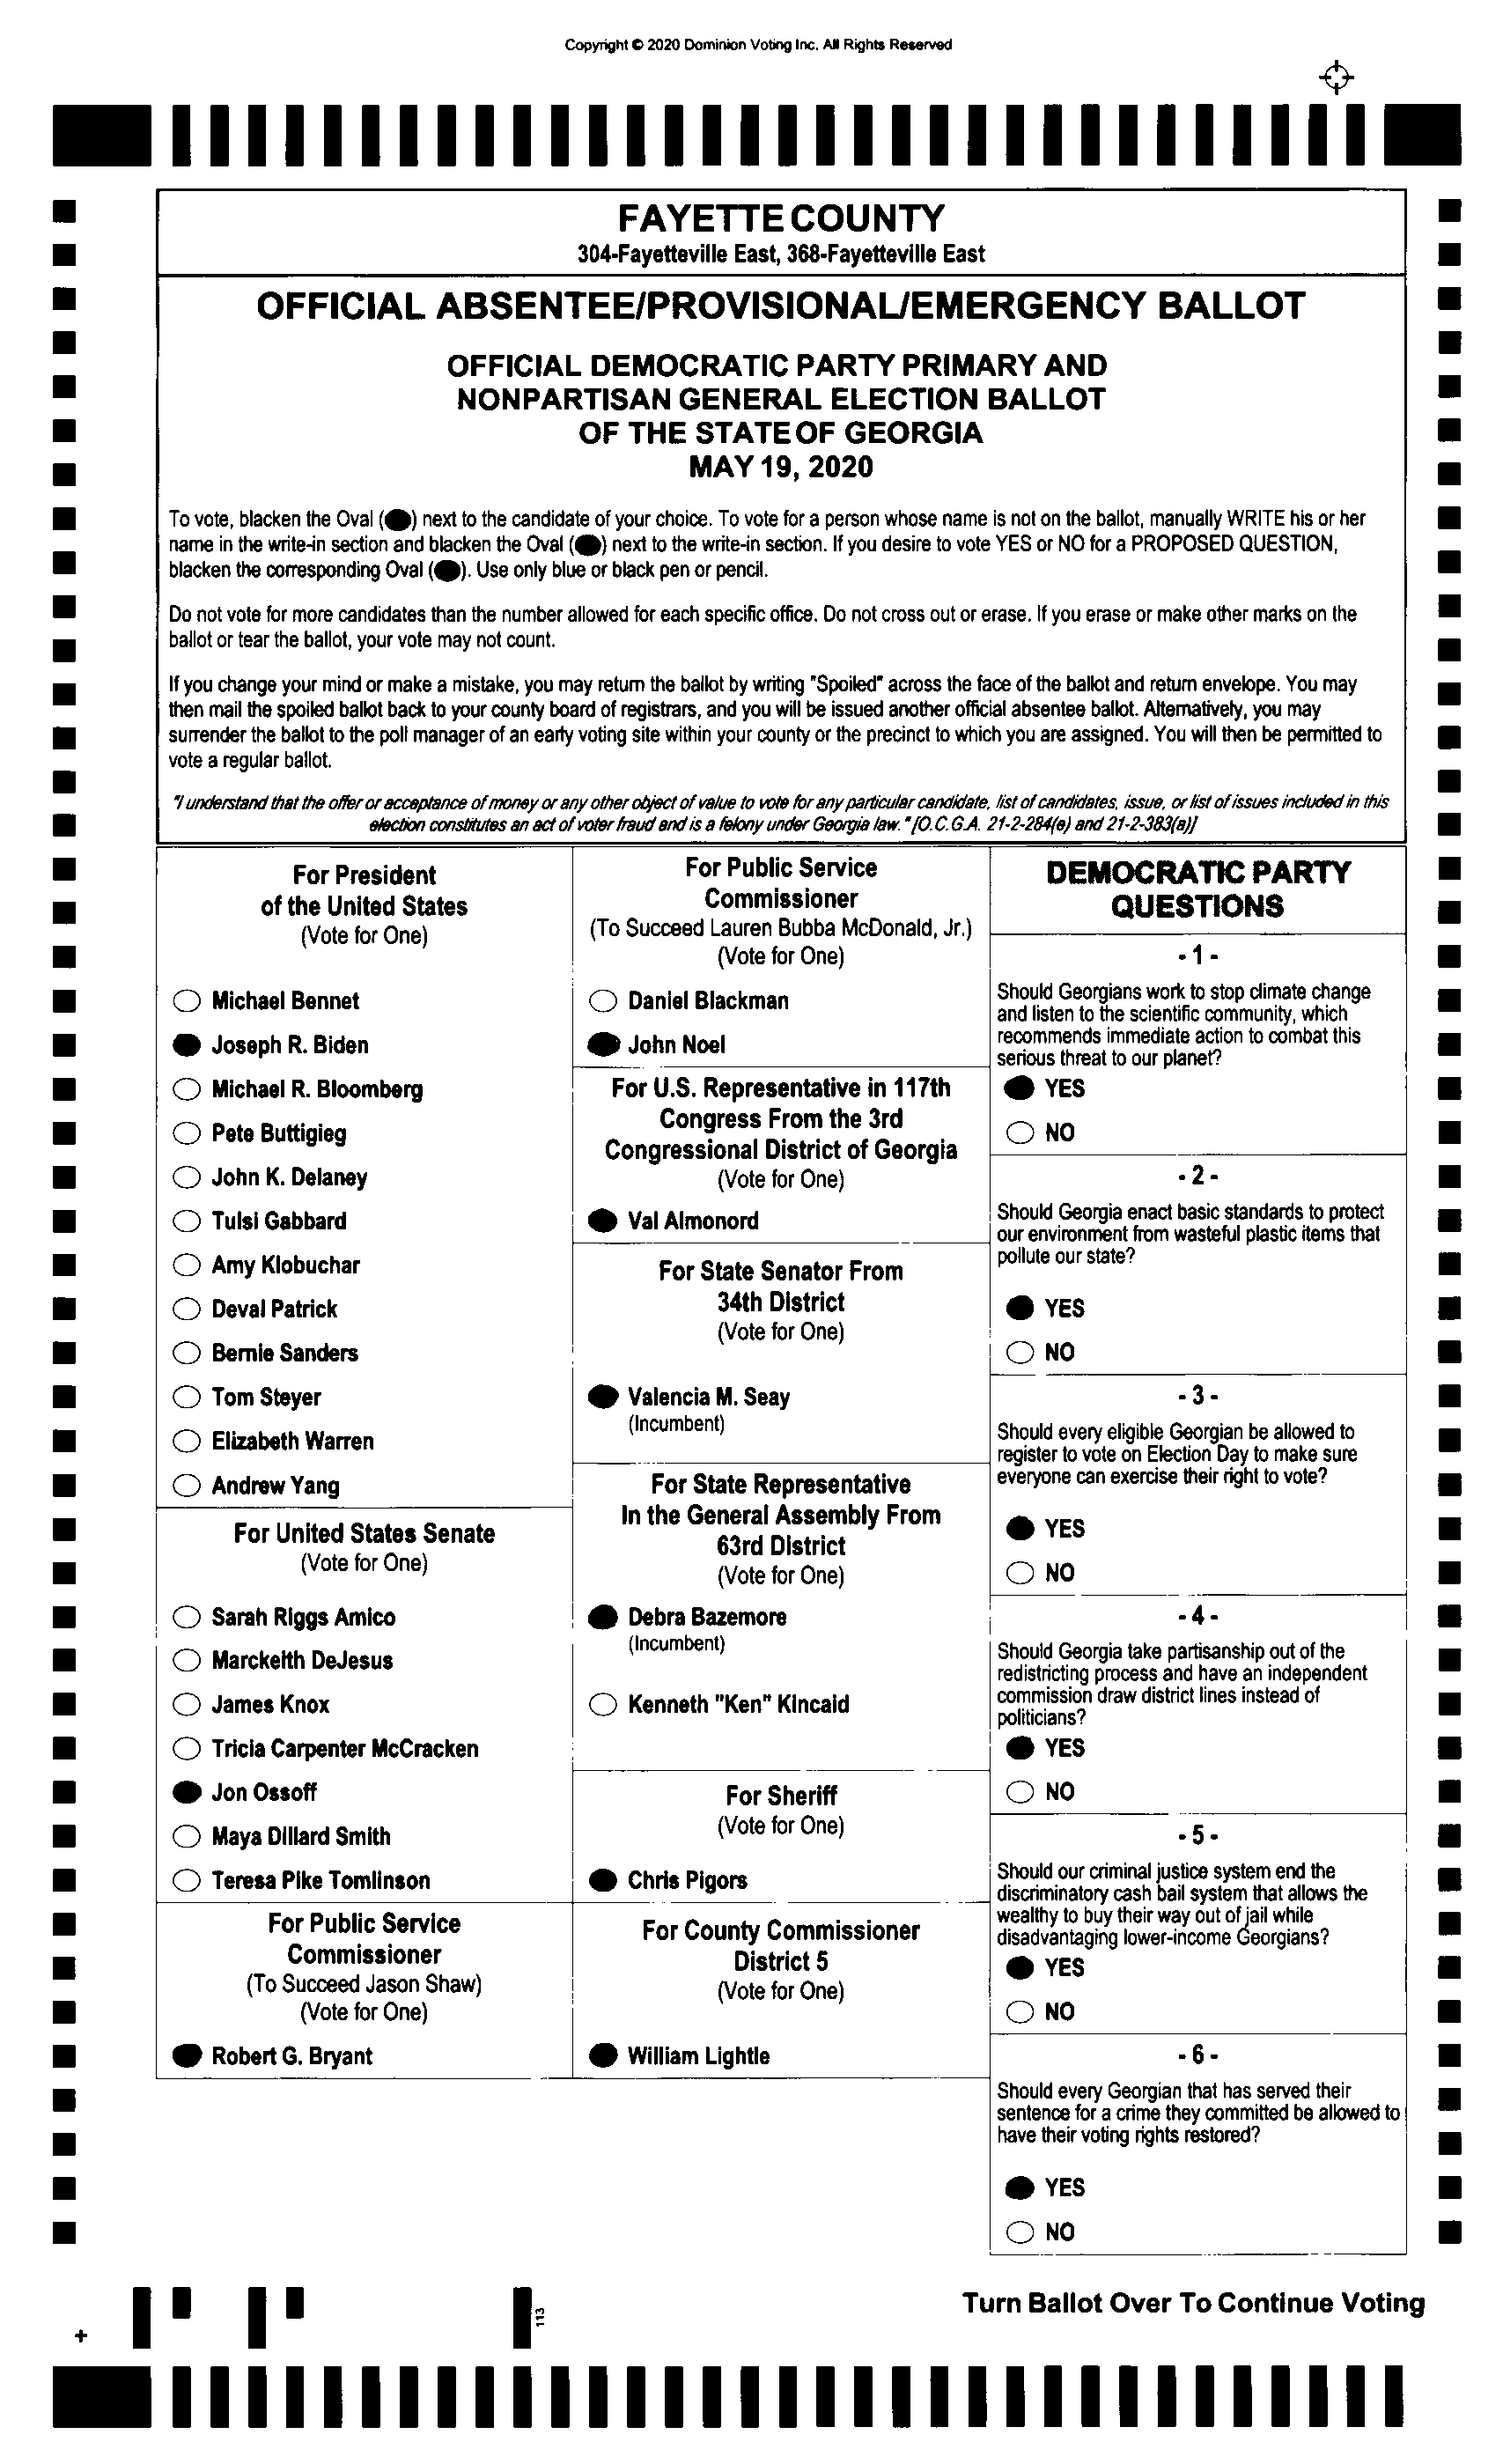 Copyright © 2020 Dominion Voting Inc. All Rights Reserved
FAYETTE COUNTY
304-Fayetteville East, 368-Fayetteville East
OFFICIAL ABSENTEE/PROVISIONAL/EMERGENCY BALLOT
OFFICIAL DEMOCRATIC PARTY PRIMARY AND
NONPARTISAN GENERAL ELECTION BALLOT
OF THE STATE OF GEORGIA
MAY 19, 2020
To vote, blacken the Oval ( ) next to the candidate of your choice. To vote for a person whose name is not on the ballot, manually WRITE his or her
name in the write-in section and blacken the Oval ( ) next to the write-in section. If you desire to vote YES or NO for a PROPOSED QUESTION,
blacken the corresponding Oval ( ). Use only blue or black pen or pencil.
Do not vote for more candidates than the number allowed for each specific office. Do not cross out or erase. If you erase or make other marks on the
ballot or tear the ballot, your vote may not count.
If you change your mind or make a mistake, you may return the ballot by writing "Spoiled" across the face of the ballot and return envelope. You may
then mail the spoiled ballot back to your county board of registrars, and you will be issued another official absentee ballot. Alternatively, you may
surrender the ballot to the poll manager of an early voting site within your county or the precinct to which you are assigned. You will then be permitted to
vote a regular ballot.
"I understand that the offer or acceptance of money or any other object of value to vote for any particular candidate, list of candidates, issue, or list of issues included in this
election constitutes an act of voter fraud and is a felony under Georgia law." [O.C.G.A. 21-2-284(e) and 21-2-383(a)]
For President
of the United States
(Vote for One)
Michael Bennet
Joseph R. Biden
Michael R. Bloomberg
Pete Buttigieg
John K. Delaney
Tulsi Gabbard
Amy Klobuchar
Deval Patrick
Bernie Sanders
Tom Steyer
Elizabeth Warren
Andrew Yang
For United States Senate
(Vote for One)
Sarah Riggs Amico
Marckeith DeJesus
James Knox
Tricia Carpenter McCracken
Jon Ossoff
Maya Dillard Smith
Teresa Pike Tomlinson
For Public Service
Commissioner
(To Succeed Jason Shaw)
(Vote for One)
Robert G. Bryant
For Public Service
Commissioner
(To Succeed Lauren Bubba McDonald, Jr.)
(Vote for One)
Daniel Blackman
John Noel
For U.S. Representative in 117th
Congress From the 3rd
Congressional District of Georgia
(Vote for One)
Val Almonord
For State Senator From
34th District
(Vote for One)
Valencia M. Seay
(Incumbent)
For State Representative
In the General Assembly From
63rd District
(Vote for One)
Debra Bazemore
(Incumbent)
Kenneth "Ken" Kincaid
For Sheriff
(Vote for One)
Chris Pigors
For County Commissioner
District 5
(Vote for One)
William Lightle
DEMOCRATIC PARTY
QUESTIONS
- 1 -
Should Georgians work to stop climate change
and listen to the scientific community, which
recommends immediate action to combat this
serious threat to our planet?
YES
NO
- 2 -
Should Georgia enact basic standards to protect
our environment from wasteful plastic items that
pollute our state?
YES
NO
- 3 -
Should every eligible Georgian be allowed to
register to vote on Election Day to make sure
everyone can exercise their right to vote?
YES
NO
- 4 -
Should Georgia take partisanship out of the
redistricting process and have an independent
commission draw district lines instead of
politicians?
YES
NO
- 5 -
Should our criminal justice system end the
discriminatory cash bail system that allows the
wealthy to buy their way out of jail while
disadvantaging lower-income Georgians?
YES
NO
- 6 -
Should every Georgian that has served their
sentence for a crime they committed be allowed to
have their voting rights restored?
YES
NO
113
Turn Ballot Over To Continue Voting
+